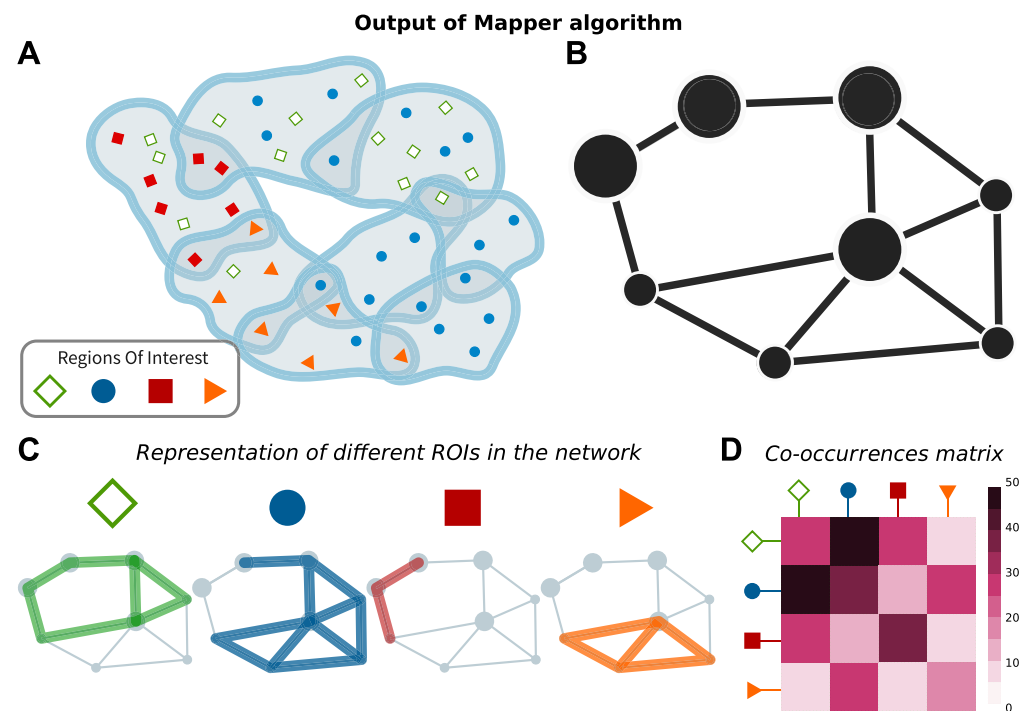 Output of Mapper algorithm
A
B
Regions Of Interest
C
Representation of different ROIs in the network
D
Co-occurrences matrix
50
40
30
20
10
0